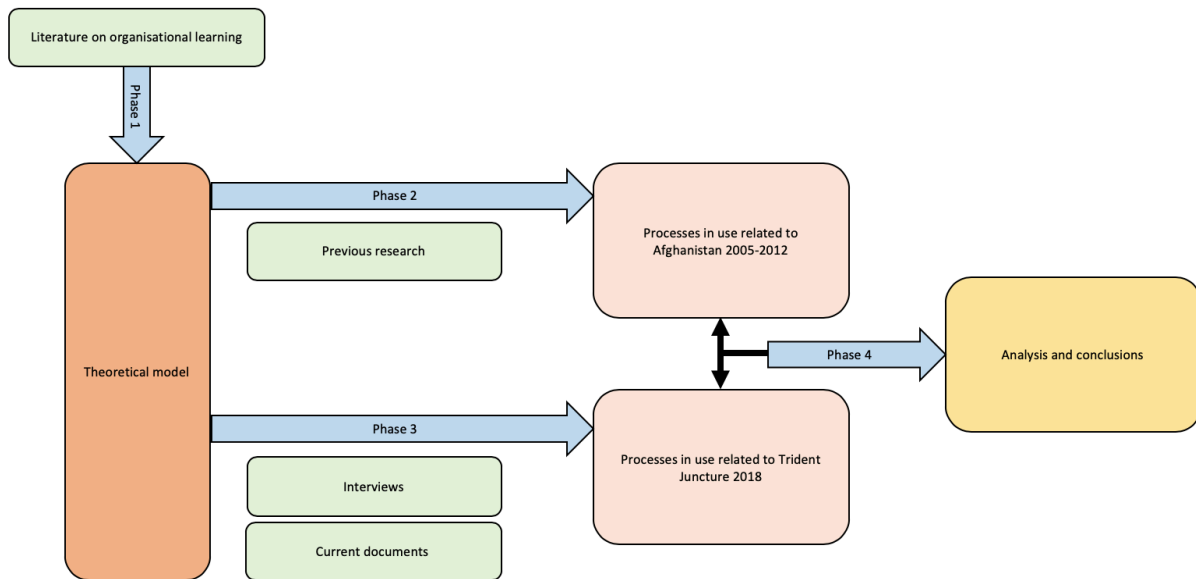 Literature on organisational learning
Phase 1
Phase 2
Previous research
Processes in use related to
Afghanistan 2005-2012
Theoretical model
Phase 4
Analysis and conclusions
Phase 3
Interviews
Current documents
Processes in use related to Trident
Juncture 2018